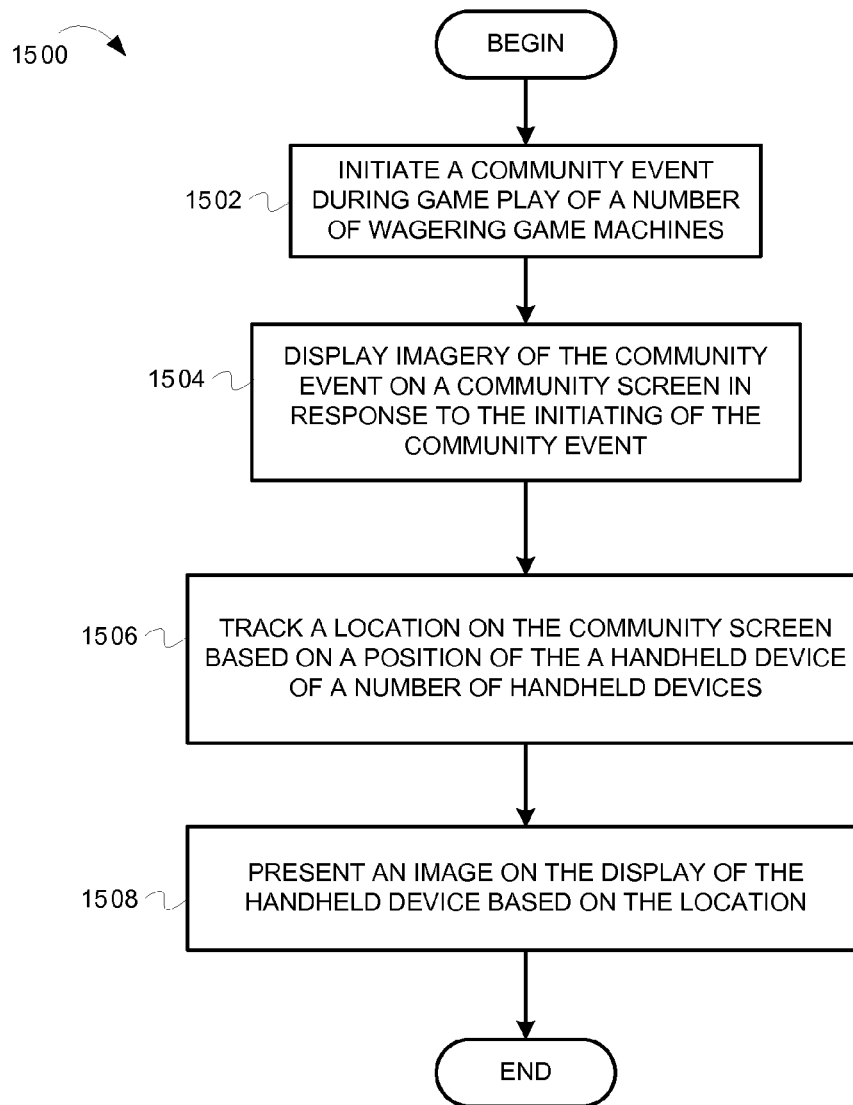 1500
BEGIN
1502
INITIATE A COMMUNITY EVENT
DURING GAME PLAY OF A NUMBER
OF WAGERING GAME MACHINES
1504
DISPLAY IMAGERY OF THE COMMUNITY
EVENT ON A COMMUNITY SCREEN IN
RESPONSE TO THE INITIATING OF THE
COMMUNITY EVENT
1506
TRACK A LOCATION ON THE COMMUNITY SCREEN
BASED ON A POSITION OF THE A HANDHELD DEVICE
OF A NUMBER OF HANDHELD DEVICES
1508
PRESENT AN IMAGE ON THE DISPLAY OF THE
HANDHELD DEVICE BASED ON THE LOCATION
END